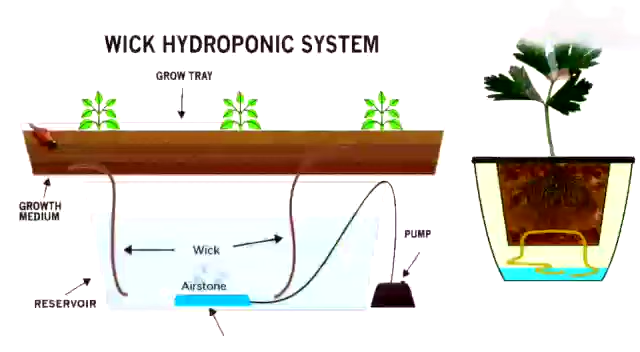 WICK HYDROPONIC SYSTEM
GROW TRAY
GROWTH
MEDIUM
Wick
PUMP
Airstone
RESERVOIR